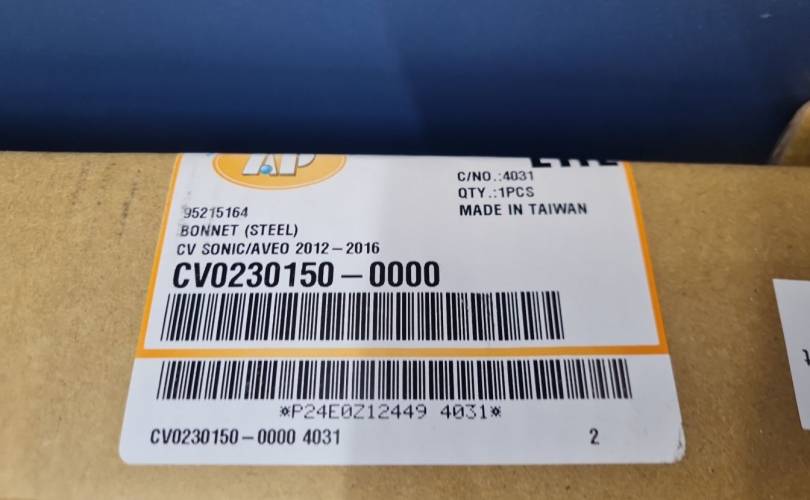 AP
C/NO.:4031
QTY.:1PCS
MADE IN TAIWAN
95215164
BONNET (STEEL)
CV SONIC/AVEO 2012-2016
CV0230150-0000
*P24E0Z12449 4031*
CV0230150-0000 4031
2